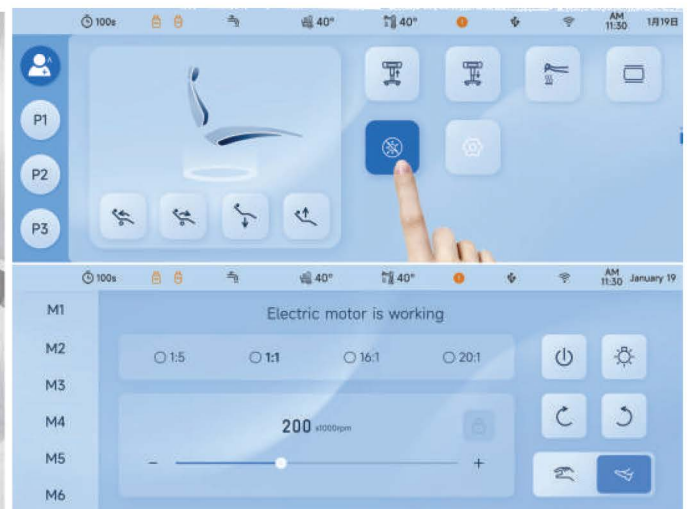 100s 40° 40° AM 11:30 1月19日
P1
P2
P3
100s 40° 40° AM 11:30 January 19
M1
Electric motor is working
M2
1:5 1:1 16:1 20:1
M3
M4
200 x1000rpm
M5
- +
M6